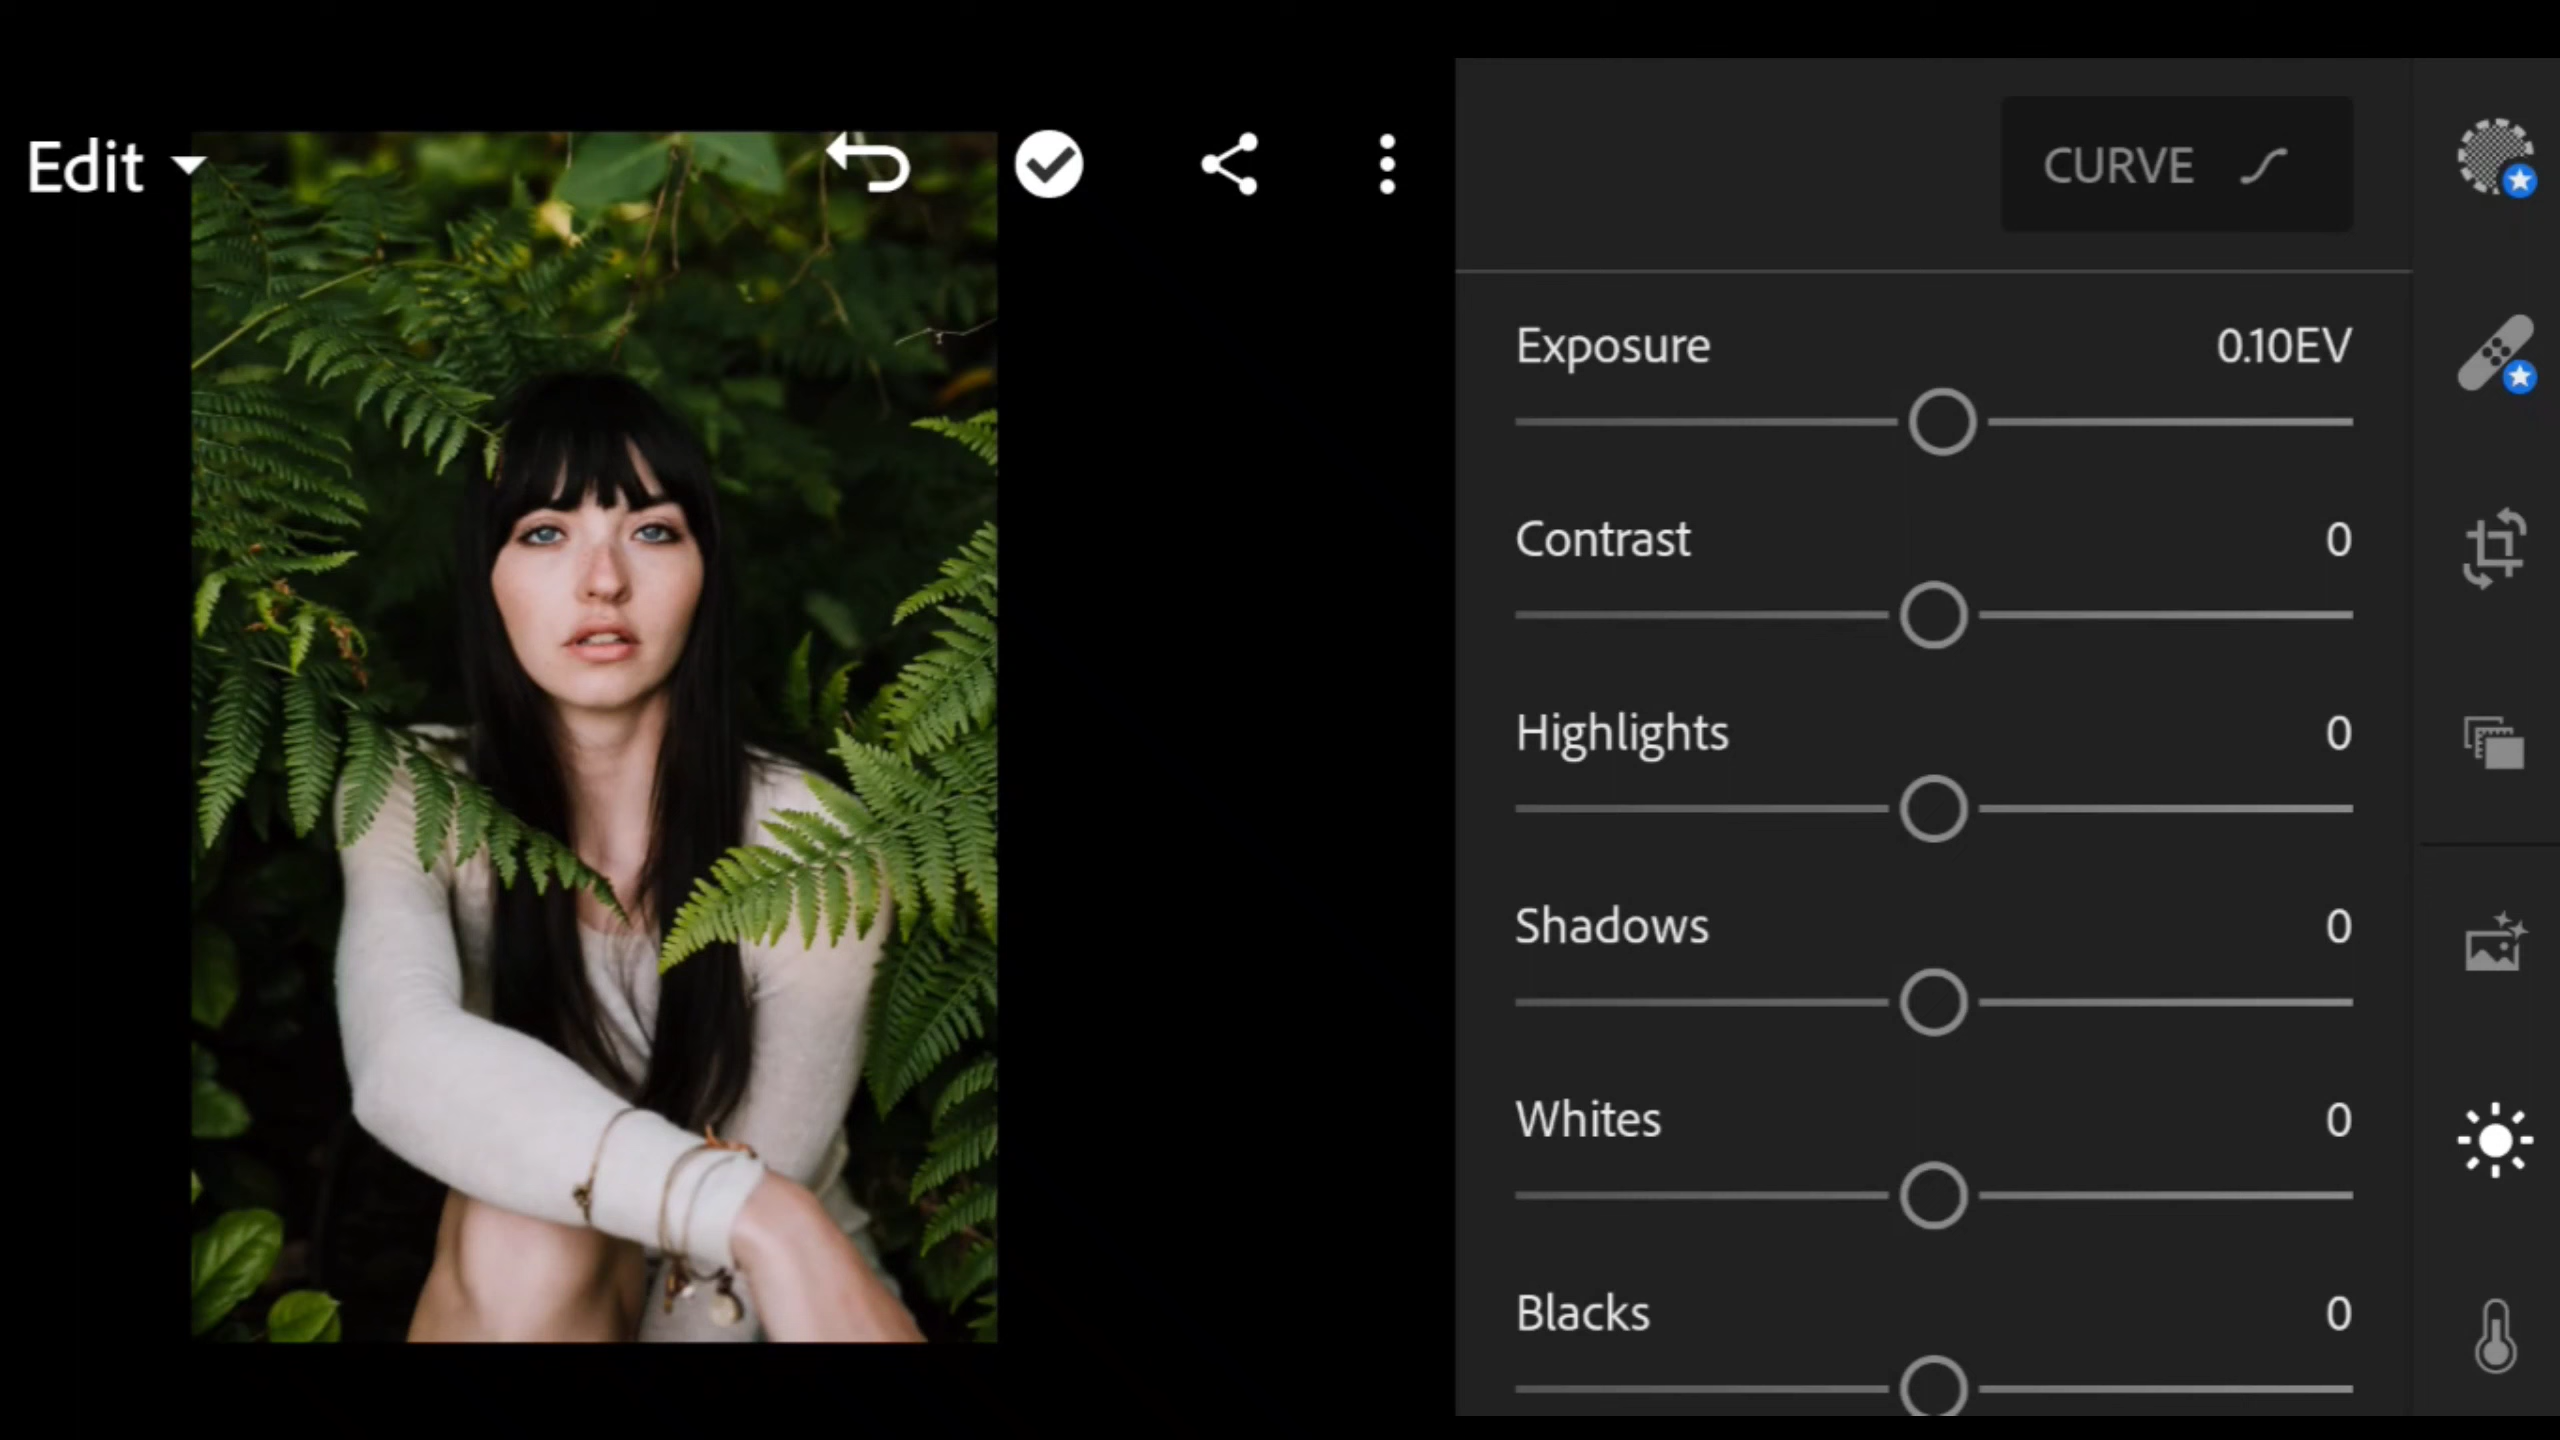 Edit
CURVE
Exposure 0.10EV
Contrast 0
Highlights 0
Shadows 0
Whites 0
Blacks 0